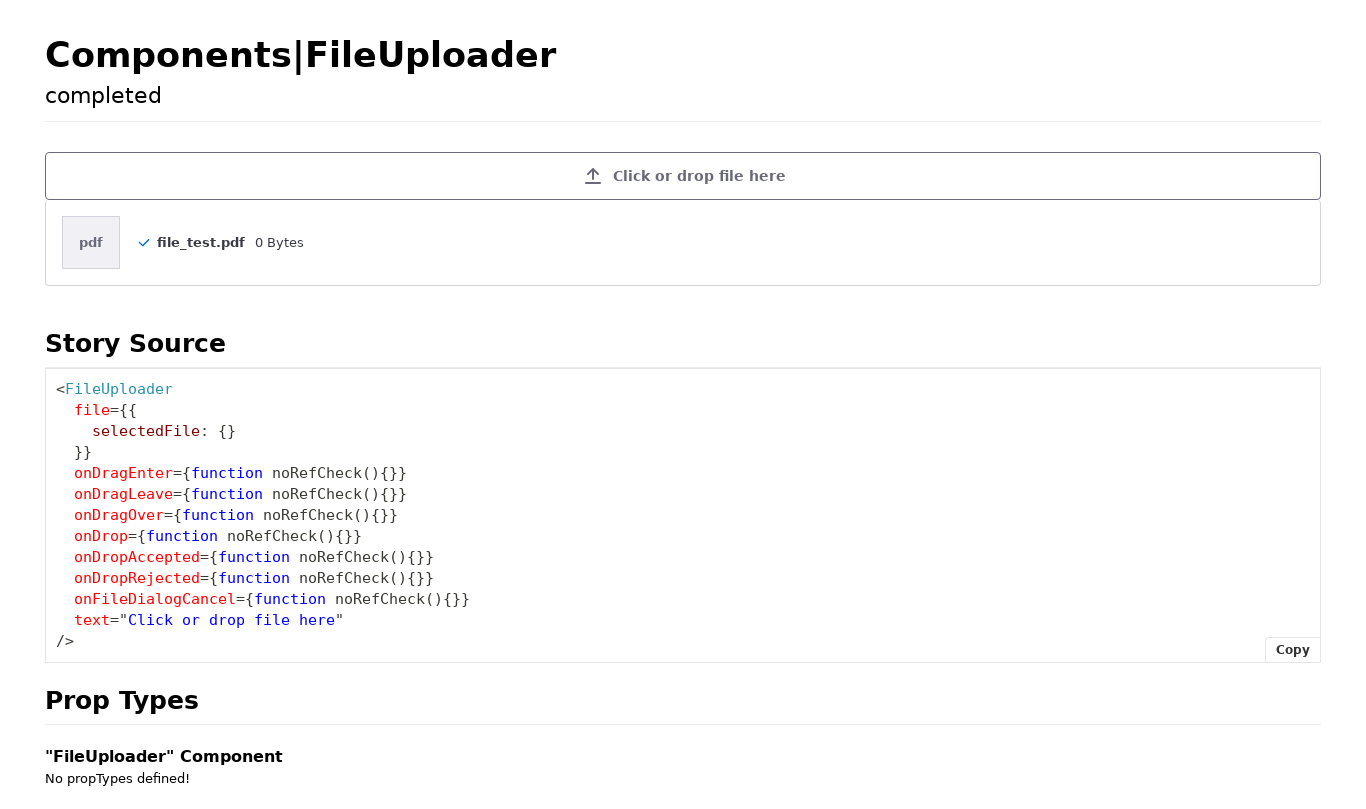 Components|FileUploader
completed
Click or drop file here
pdf
file_test.pdf 0 Bytes
Story Source
<FileUploader
  file={{
    selectedFile: {}
  }}
  onDragEnter={function noRefCheck(){}}
  onDragLeave={function noRefCheck(){}}
  onDragOver={function noRefCheck(){}}
  onDrop={function noRefCheck(){}}
  onDropAccepted={function noRefCheck(){}}
  onDropRejected={function noRefCheck(){}}
  onFileDialogCancel={function noRefCheck(){}}
  text="Click or drop file here"
/>
Copy
Prop Types
"FileUploader" Component
No propTypes defined!